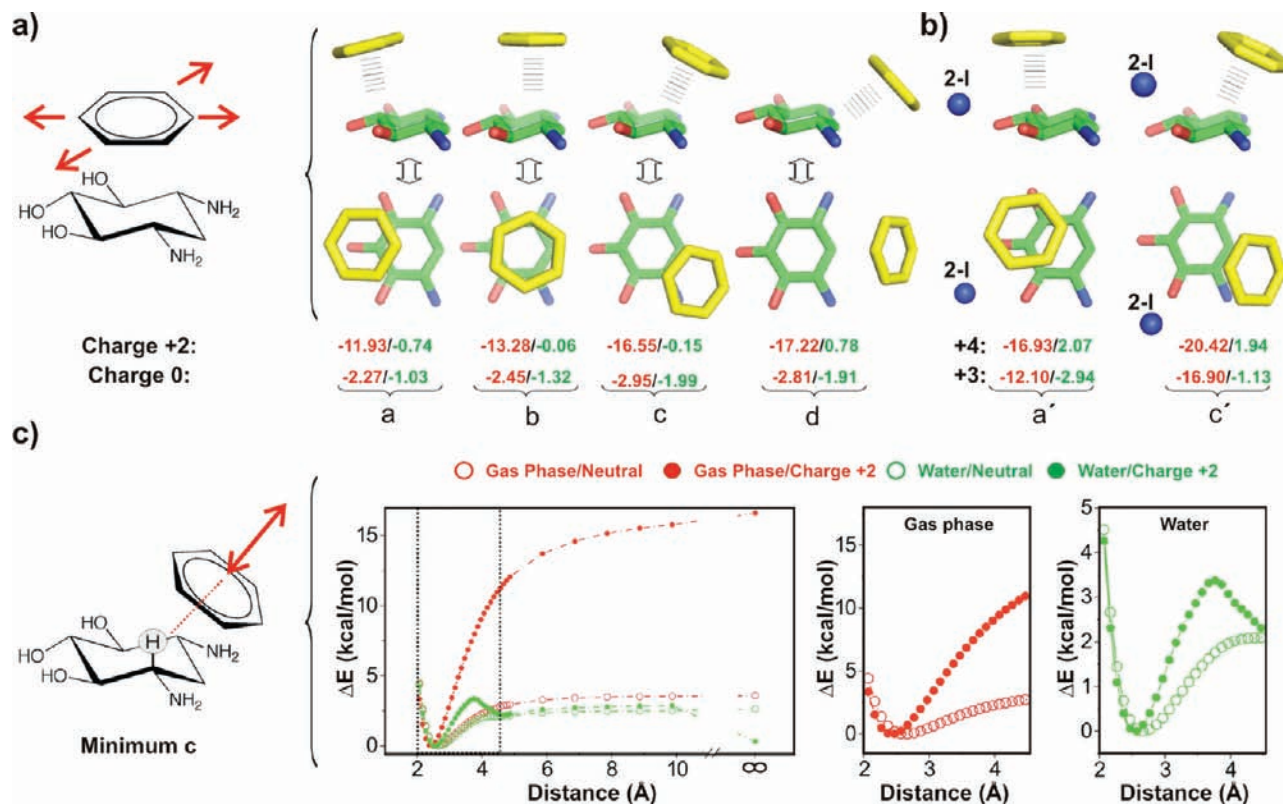 a)
b)
2-I
2-I
HO
HO
HO
NH2
NH2
2-I
2-I
Charge +2:
-11.93/-0.74
-13.28/-0.06
-16.55/-0.15
-17.22/0.78
+4:
-16.93/2.07
-20.42/1.94
Charge 0:
-2.27/-1.03
-2.45/-1.32
-2.95/-1.99
-2.81/-1.91
+3:
-12.10/-2.94
-16.90/-1.13
a
b
c
d
a´
c´
c)
Gas Phase/Neutral
Gas Phase/Charge +2
Water/Neutral
Water/Charge +2
HO
HO
HO
H
NH2
NH2
Minimum c
ΔE (kcal/mol)
15
10
5
0
2
4
6
8
10
∞
Distance (Å)
Gas phase
ΔE (kcal/mol)
15
10
5
0
2
3
4
Distance (Å)
Water
ΔE (kcal/mol)
5
4
3
2
1
0
2
3
4
Distance (Å)